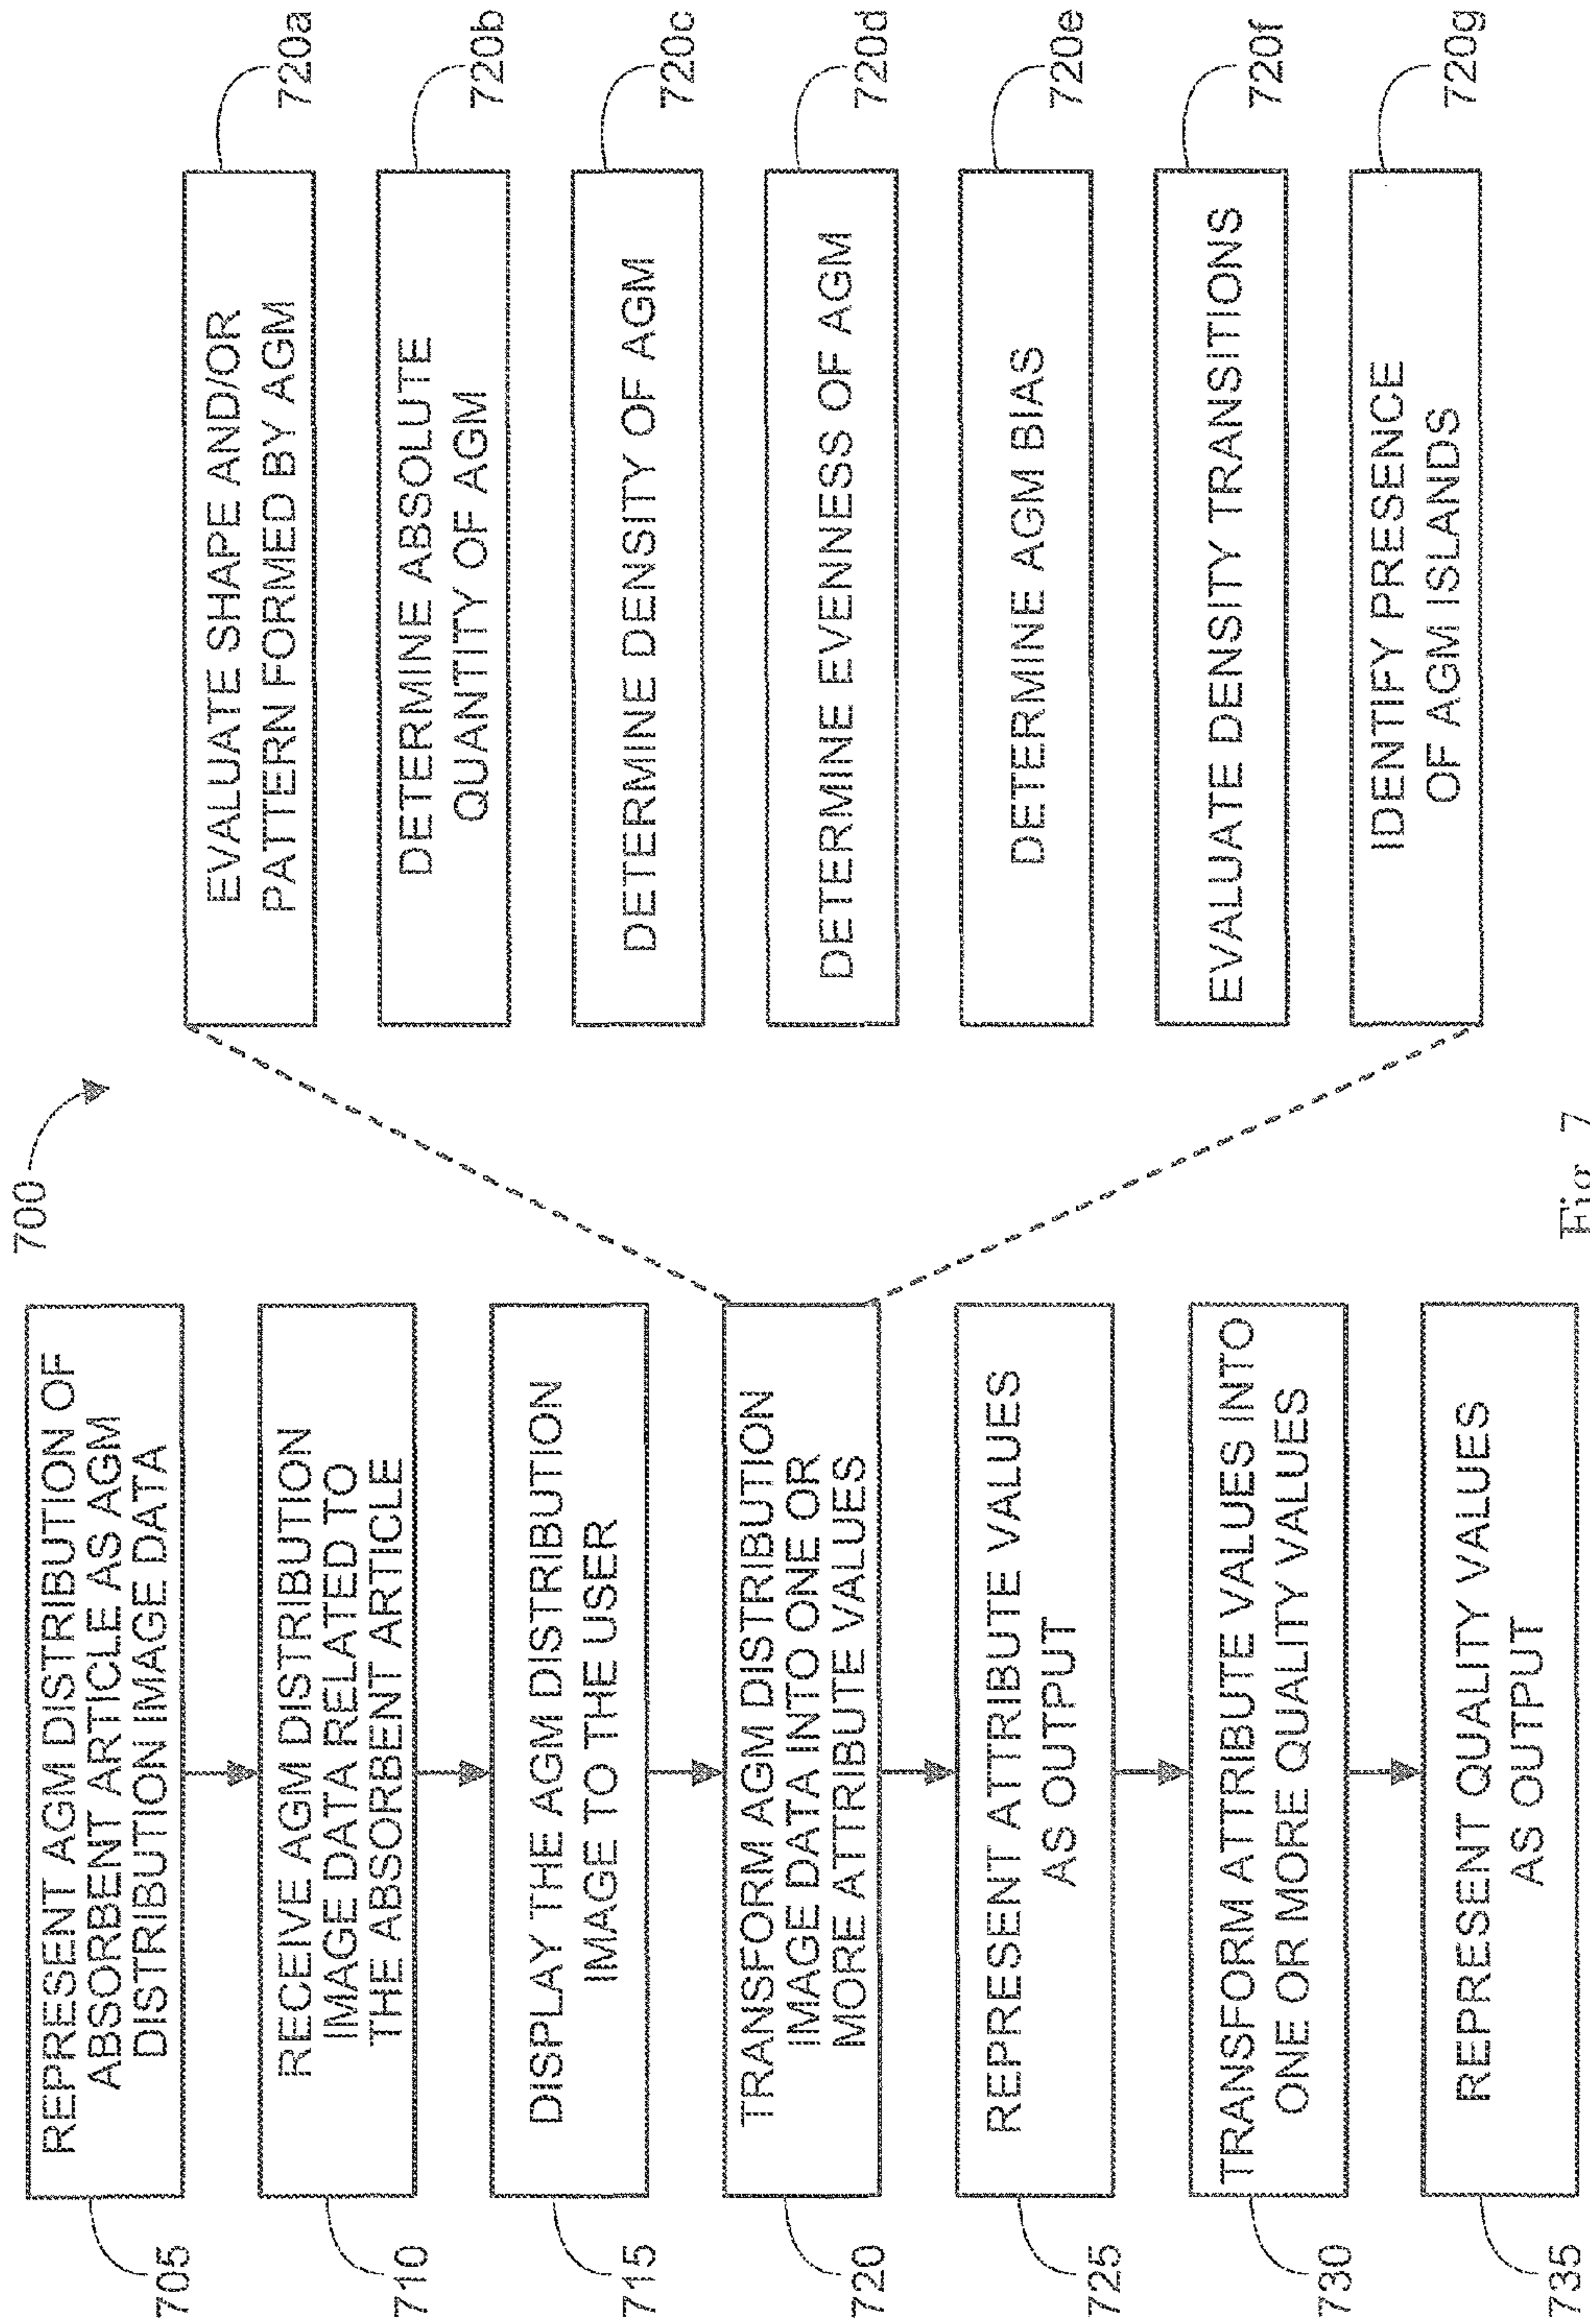 700
705
REPRESENT AGM DISTRIBUTION OF
ABSORBENT ARTICLE AS AGM
DISTRIBUTION IMAGE DATA
710
RECEIVE AGM DISTRIBUTION
IMAGE DATA RELATED TO
THE ABSORBENT ARTICLE
715
DISPLAY THE AGM DISTRIBUTION
IMAGE TO THE USER
720
TRANSFORM AGM DISTRIBUTION
IMAGE DATA INTO ONE OR
MORE ATTRIBUTE VALUES
725
REPRESENT ATTRIBUTE VALUES
AS OUTPUT
730
TRANSFORM ATTRIBUTE VALUES INTO
ONE OR MORE QUALITY VALUES
735
REPRESENT QUALITY VALUES
AS OUTPUT
EVALUATE SHAPE AND/OR
PATTERN FORMED BY AGM
720a
DETERMINE ABSOLUTE
QUANTITY OF AGM
720b
DETERMINE DENSITY OF AGM
720c
DETERMINE EVENNESS OF AGM
720d
DETERMINE AGM BIAS
720e
EVALUATE DENSITY TRANSITIONS
720f
IDENTIFY PRESENCE
OF AGM ISLANDS
720g
Fig. 7